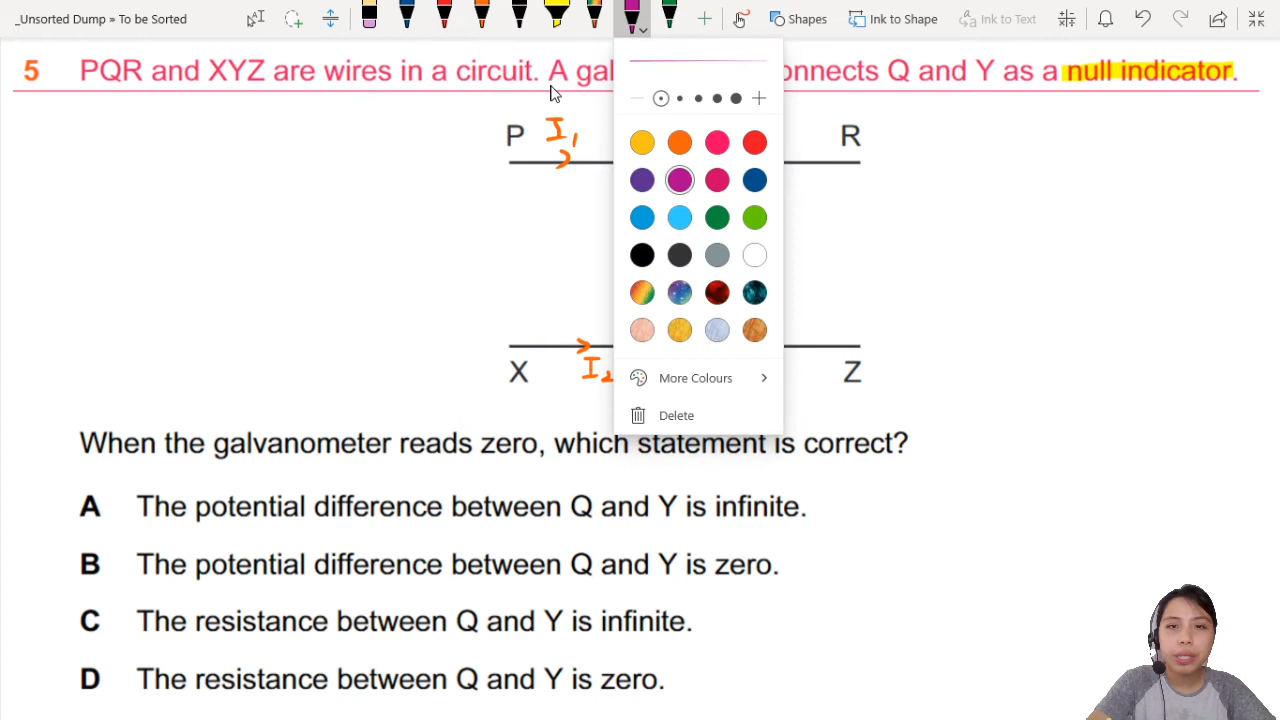 _Unsorted Dump » To be Sorted
Shapes
Ink to Shape
Ink to Text
5 PQR and XYZ are wires in a circuit. A gal onnects Q and Y as a null indicator.
P I₁ R
X I₂ Z
More Colours
Delete
When the galvanometer reads zero, which statement is correct?
A The potential difference between Q and Y is infinite.
B The potential difference between Q and Y is zero.
C The resistance between Q and Y is infinite.
D The resistance between Q and Y is zero.